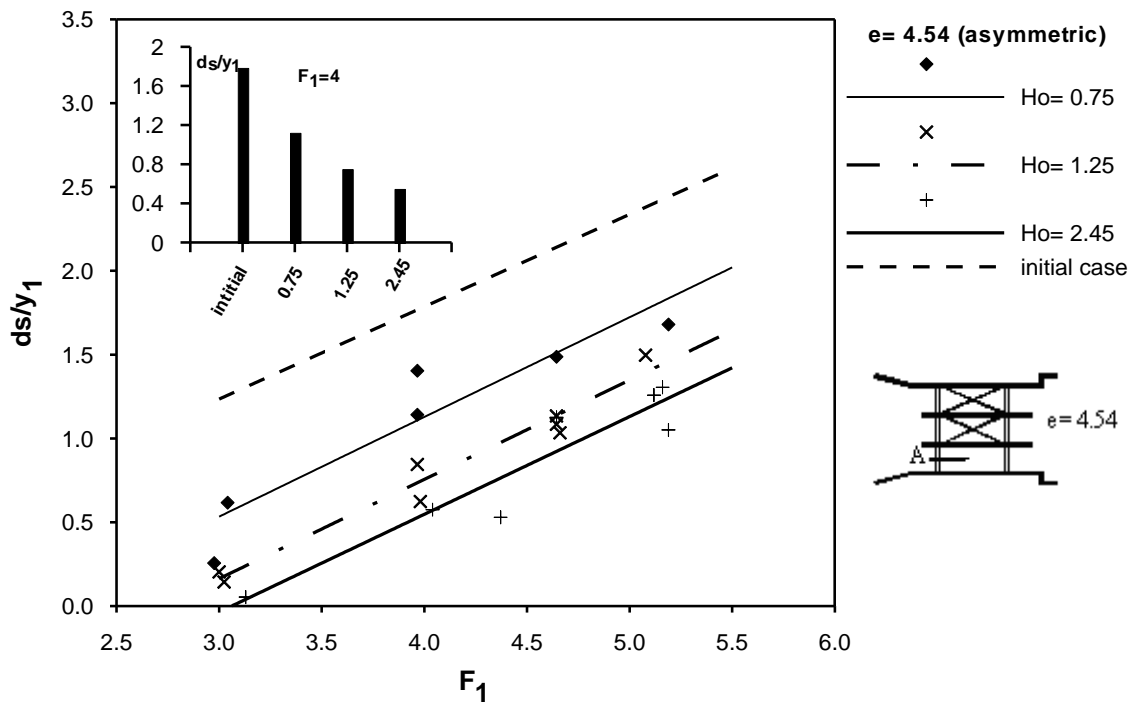 3.5
3.0
2.5
2.0
1.5
1.0
0.5
0.0
ds/y1
2.5 3.0 3.5 4.0 4.5 5.0 5.5 6.0
F1
2
1.6
1.2
0.8
0.4
0
ds/y1
F1=4
intitial 0.75 1.25 2.45
e= 4.54 (asymmetric)
Ho= 0.75
Ho= 1.25
Ho= 2.45
initial case
e = 4.54
A